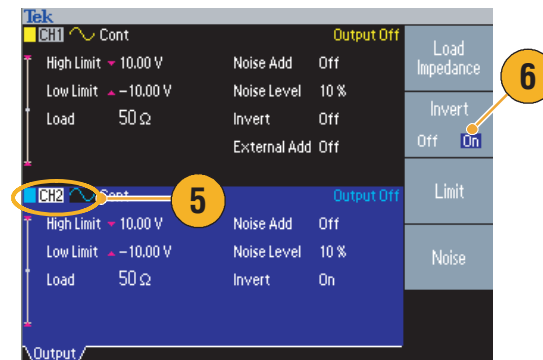 Tek
CH1 Cont Output Off
High Limit 10.00 V Noise Add Off
Low Limit -10.00 V Noise Level 10 %
Load 50 Ω Invert Off
External Add Off
CH2 Cont Output Off
High Limit 10.00 V Noise Add Off
Low Limit -10.00 V Noise Level 10 %
Load 50 Ω Invert On
Output
Load
Impedance
Invert
Off On
Limit
Noise
5
6